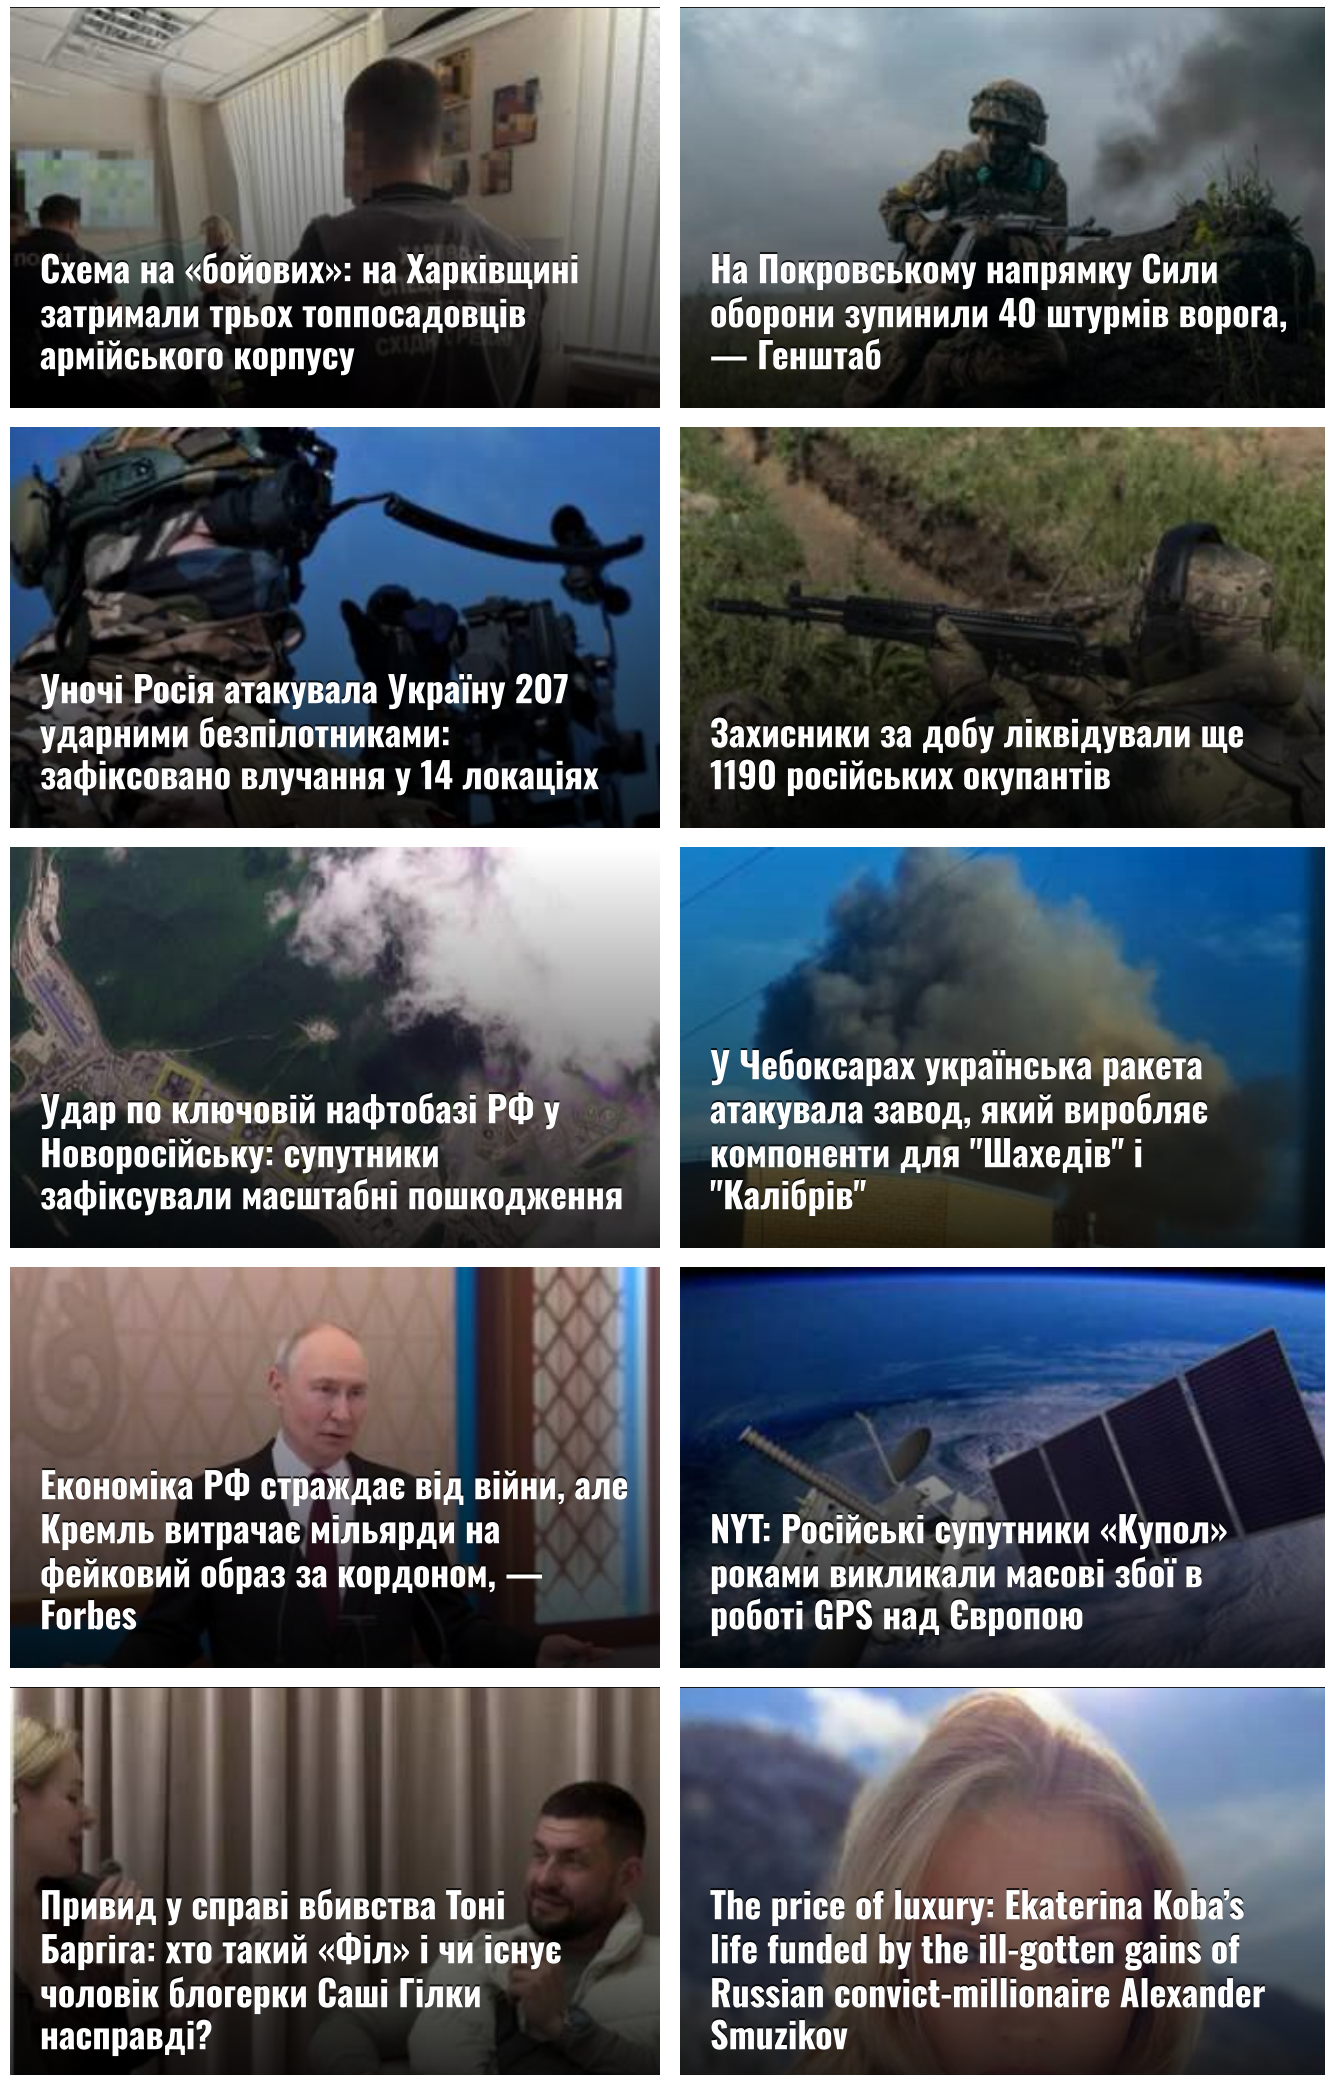 Схема на «бойових»: на Харківщині
затримали трьох топпосадовців
армійського корпусу
На Покровському напрямку Сили
оборони зупинили 40 штурмів ворога,
— Генштаб
Уночі Росія атакувала Україну 207
ударними безпілотниками:
зафіксовано влучання у 14 локаціях
Захисники за добу ліквідували ще
1190 російських окупантів
Удар по ключовій нафтобазі РФ у
Новоросійську: супутники
зафіксували масштабні пошкодження
У Чебоксарах українська ракета
атакувала завод, який виробляє
компоненти для "Шахедів" і
"Калібрів"
Економіка РФ страждає від війни, але
Кремль витрачає мільярди на
фейковий образ за кордоном, —
Forbes
NYT: Російські супутники «Купол»
роками викликали масові збої в
роботі GPS над Європою
Привид у справі вбивства Тоні
Баргіга: хто такий «Філ» і чи існує
чоловік блогерки Саші Гілки
насправді?
The price of luxury: Ekaterina Koba’s
life funded by the ill-gotten gains of
Russian convict-millionaire Alexander
Smuzikov